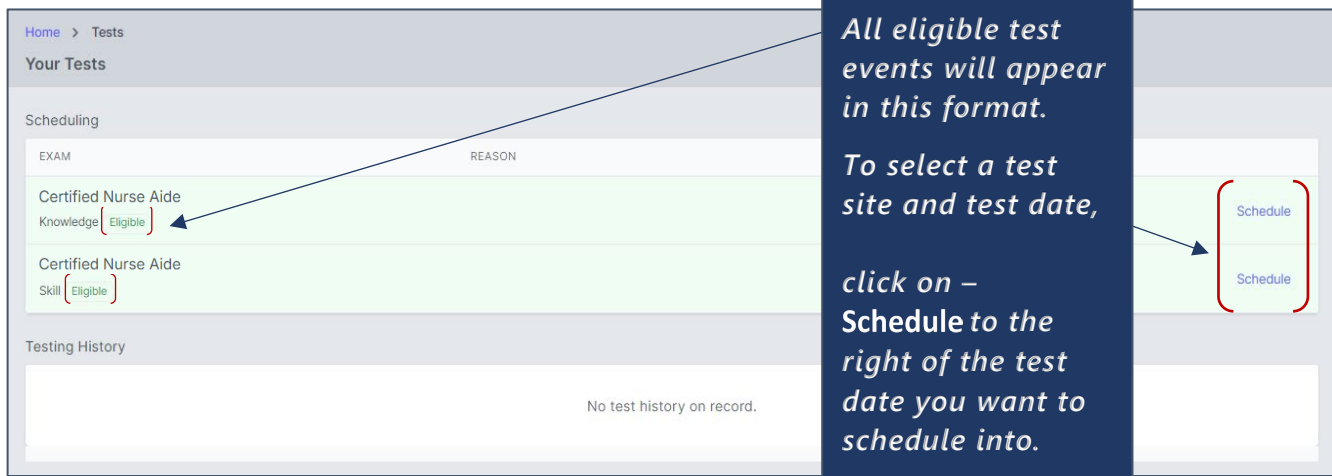 Home > Tests
Your Tests
Scheduling
EXAM REASON
Certified Nurse Aide
Knowledge Eligible
Schedule
Certified Nurse Aide
Skill Eligible
Schedule
Testing History
No test history on record.
All eligible test
events will appear
in this format.
To select a test
site and test date,
click on –
Schedule to the
right of the test
date you want to
schedule into.